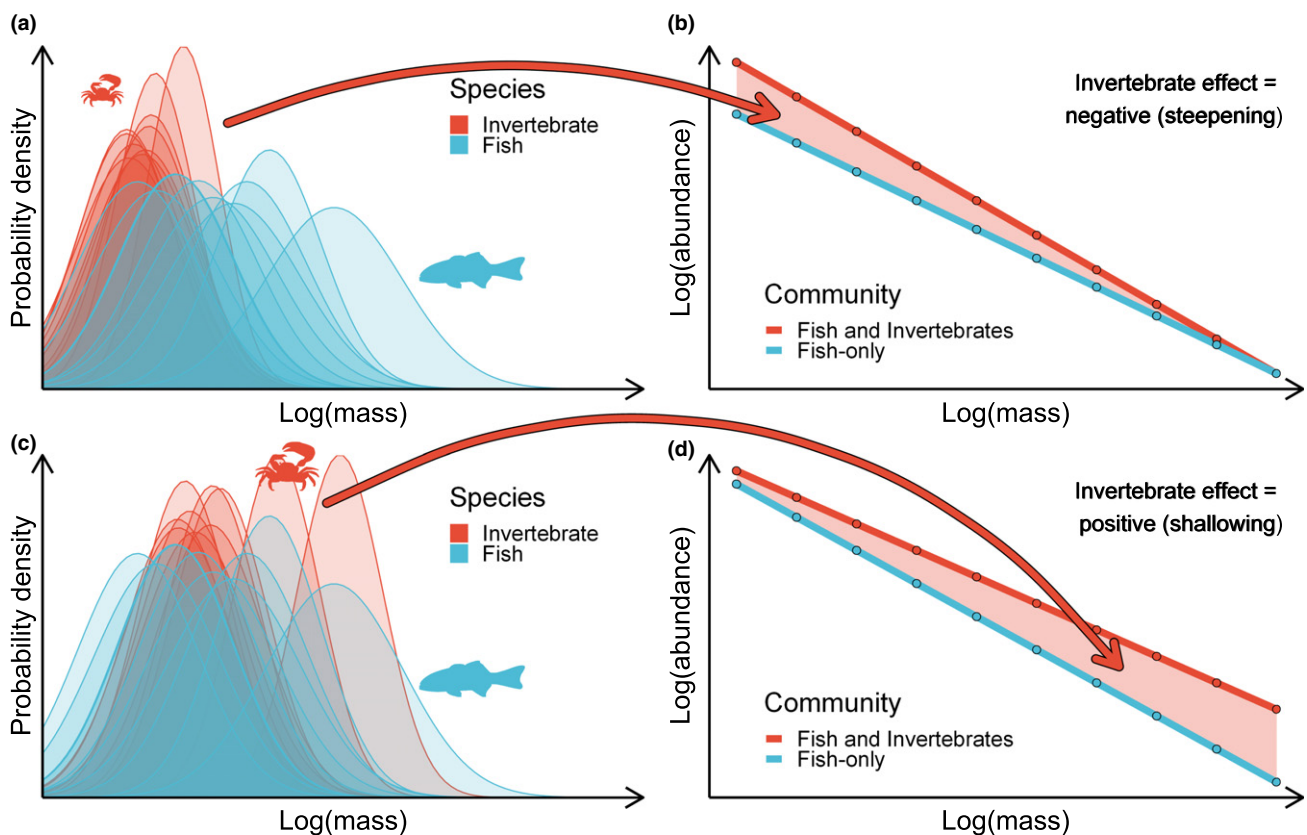 (a)
Probability density
Species
Invertebrate
Fish
Log(mass)
(b)
Log(abundance)
Invertebrate effect =
negative (steepening)
Community
Fish and Invertebrates
Fish-only
Log(mass)
(c)
Probability density
Species
Invertebrate
Fish
Log(mass)
(d)
Log(abundance)
Invertebrate effect =
positive (shallowing)
Community
Fish and Invertebrates
Fish-only
Log(mass)